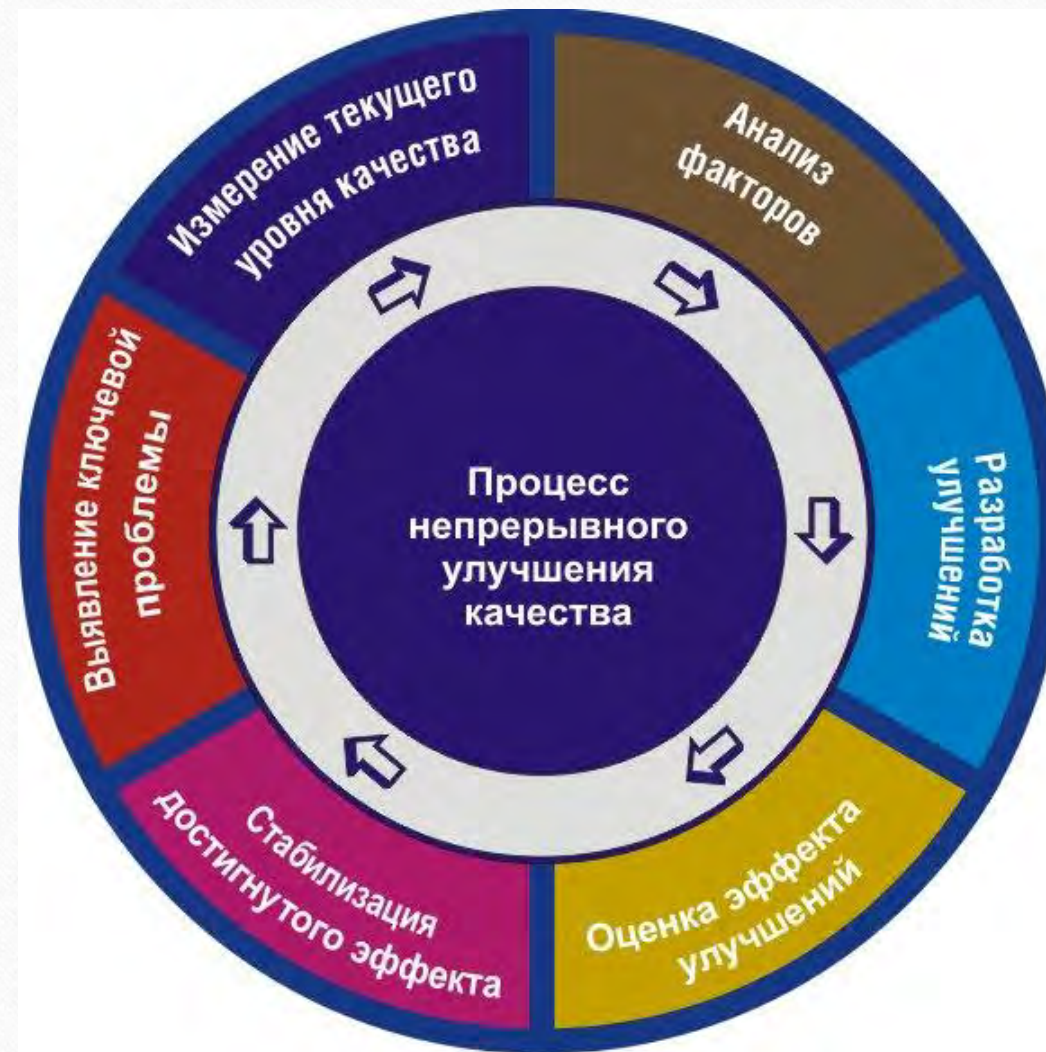 Измерение текущего
уровня качества
Анализ
факторов
Разработка
улучшений
Оценка эффекта
улучшений
Стабилизация
достигнутого эффекта
Выявление ключевой
проблемы
Процесс
непрерывного
улучшения
качества